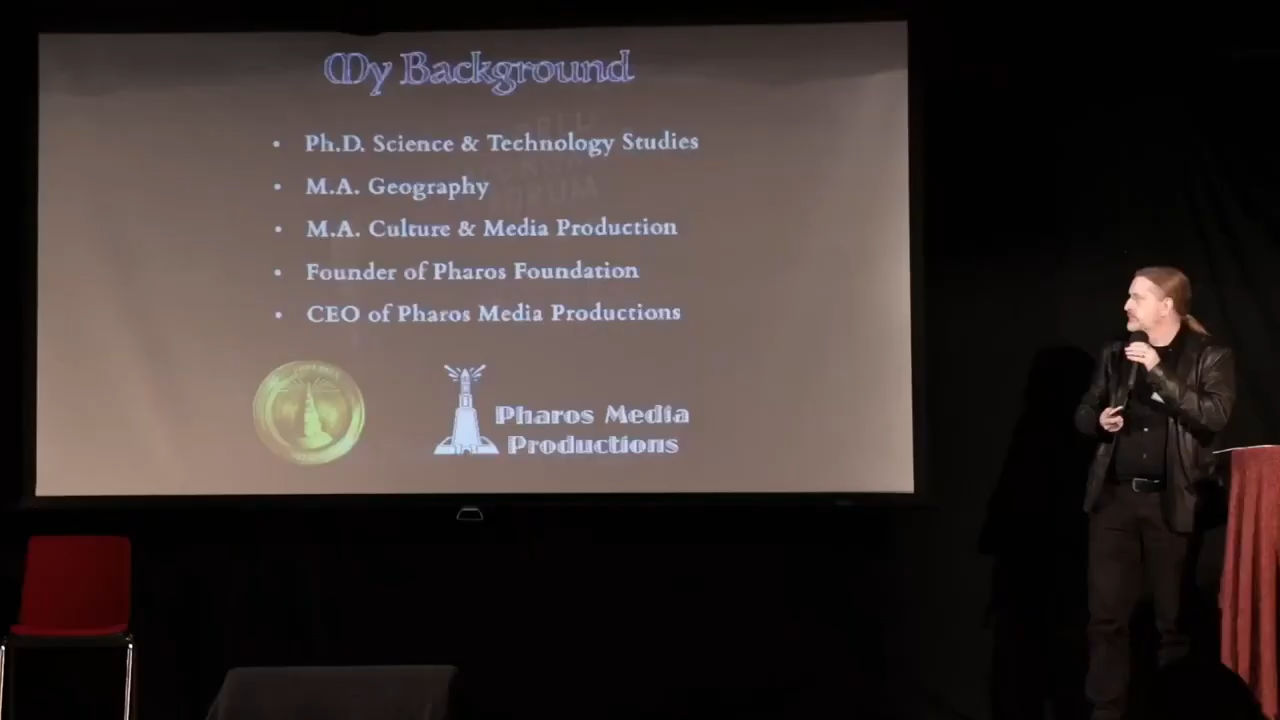 My Background
• Ph.D. Science & Technology Studies
• M.A. Geography
• M.A. Culture & Media Production
• Founder of Pharos Foundation
• CEO of Pharos Media Productions
Pharos Media
Productions